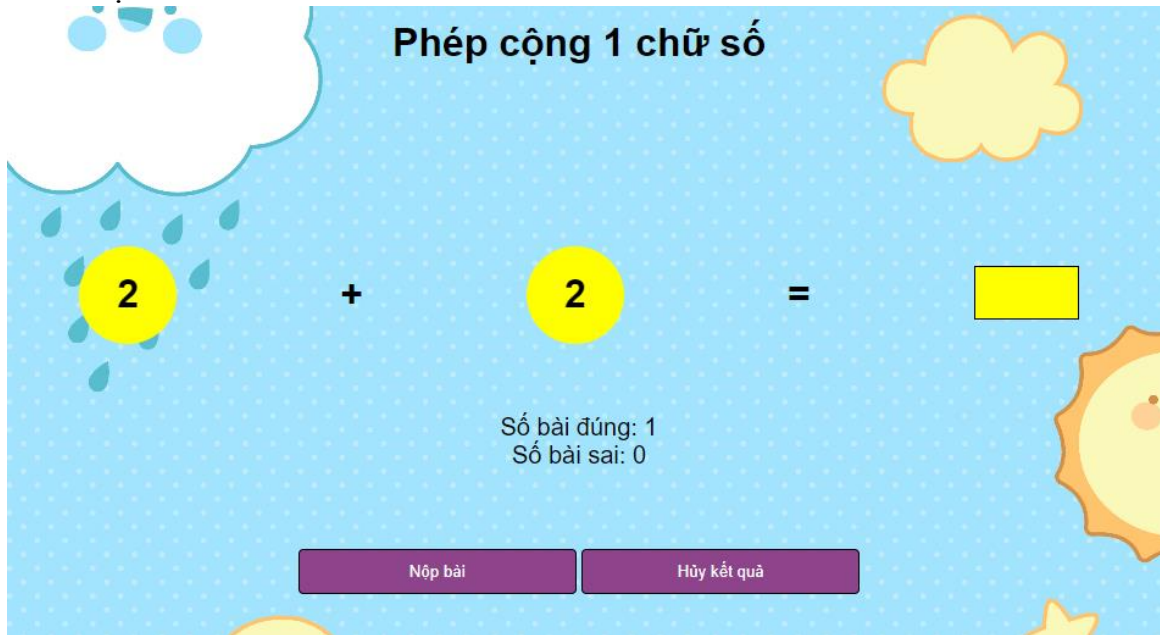 Phép cộng 1 chữ số
2 + 2 =
Số bài đúng: 1
Số bài sai: 0
Nộp bài Hủy kết quả